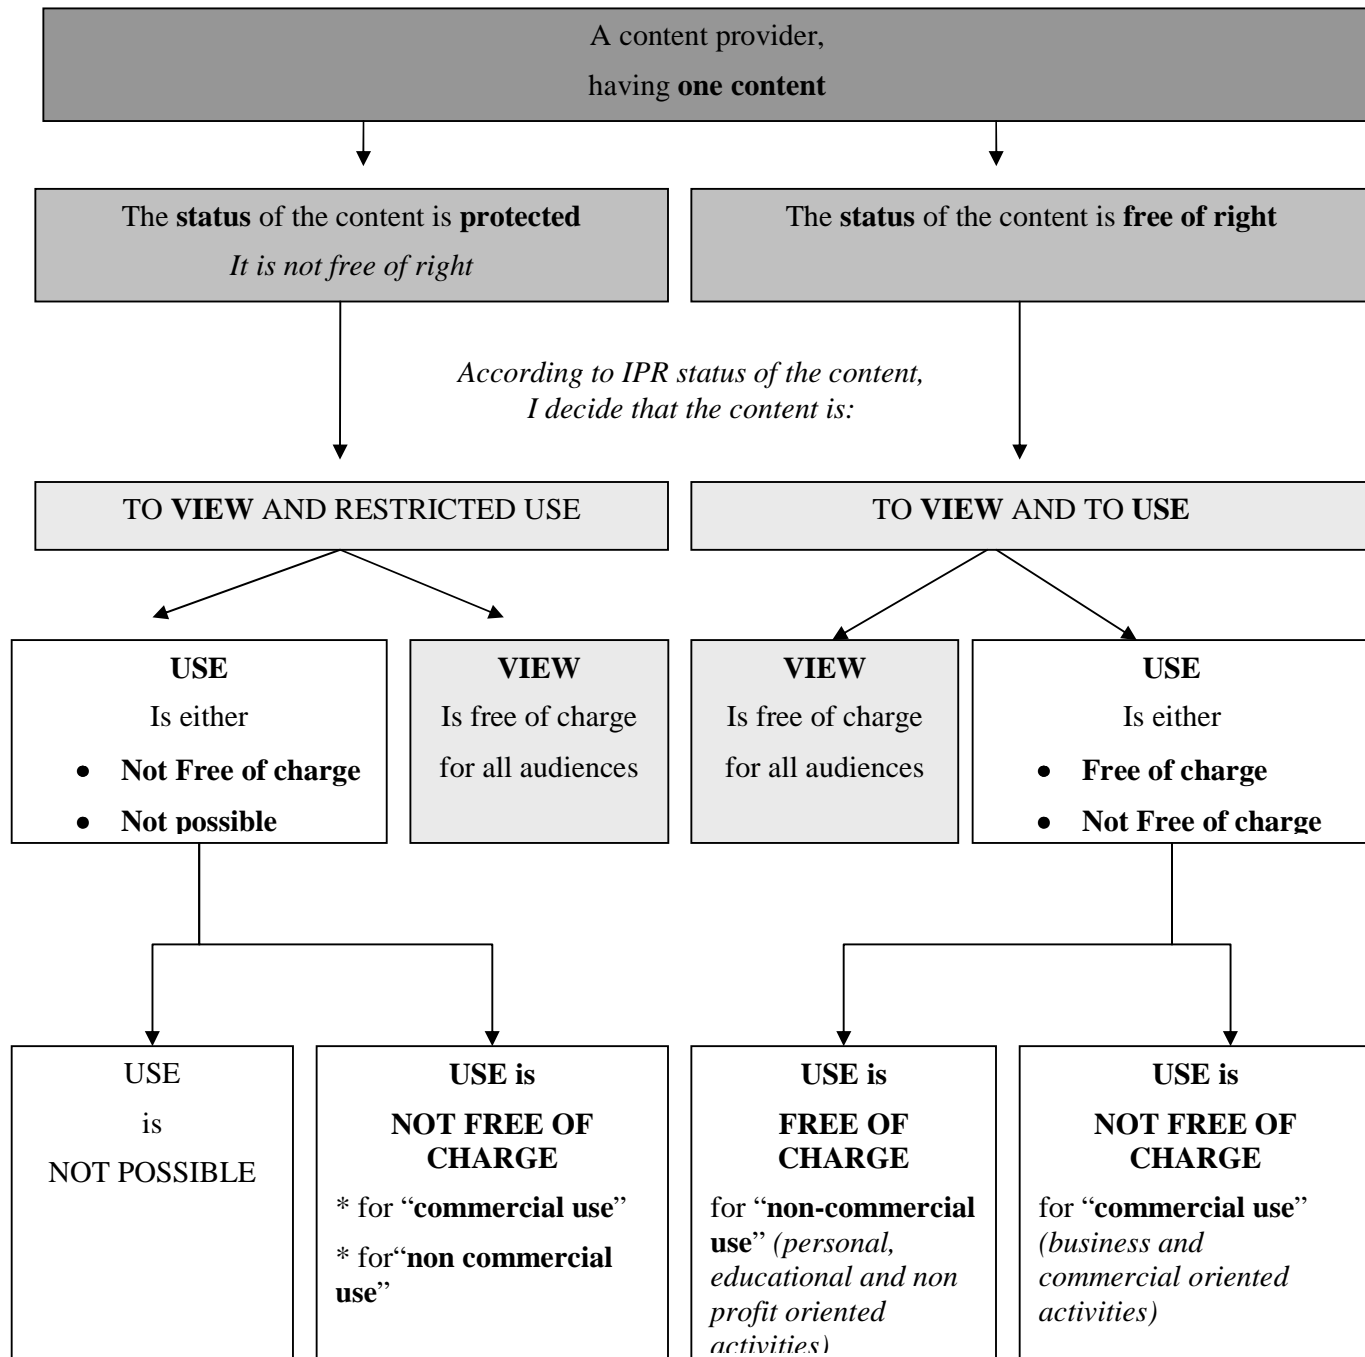 A content provider,
having one content
The status of the content is protected
It is not free of right
The status of the content is free of right
According to IPR status of the content,
I decide that the content is:
TO VIEW AND RESTRICTED USE
TO VIEW AND TO USE
USE
Is either
● Not Free of charge
● Not possible
VIEW
Is free of charge
for all audiences
VIEW
Is free of charge
for all audiences
USE
Is either
● Free of charge
● Not Free of charge
USE
is
NOT POSSIBLE
USE is
NOT FREE OF
CHARGE
* for “commercial use”
* for“non commercial
use”
USE is
FREE OF
CHARGE
for “non-commercial
use” (personal,
educational and non
profit oriented
activities)
USE is
NOT FREE OF
CHARGE
for “commercial use”
(business and
commercial oriented
activities)